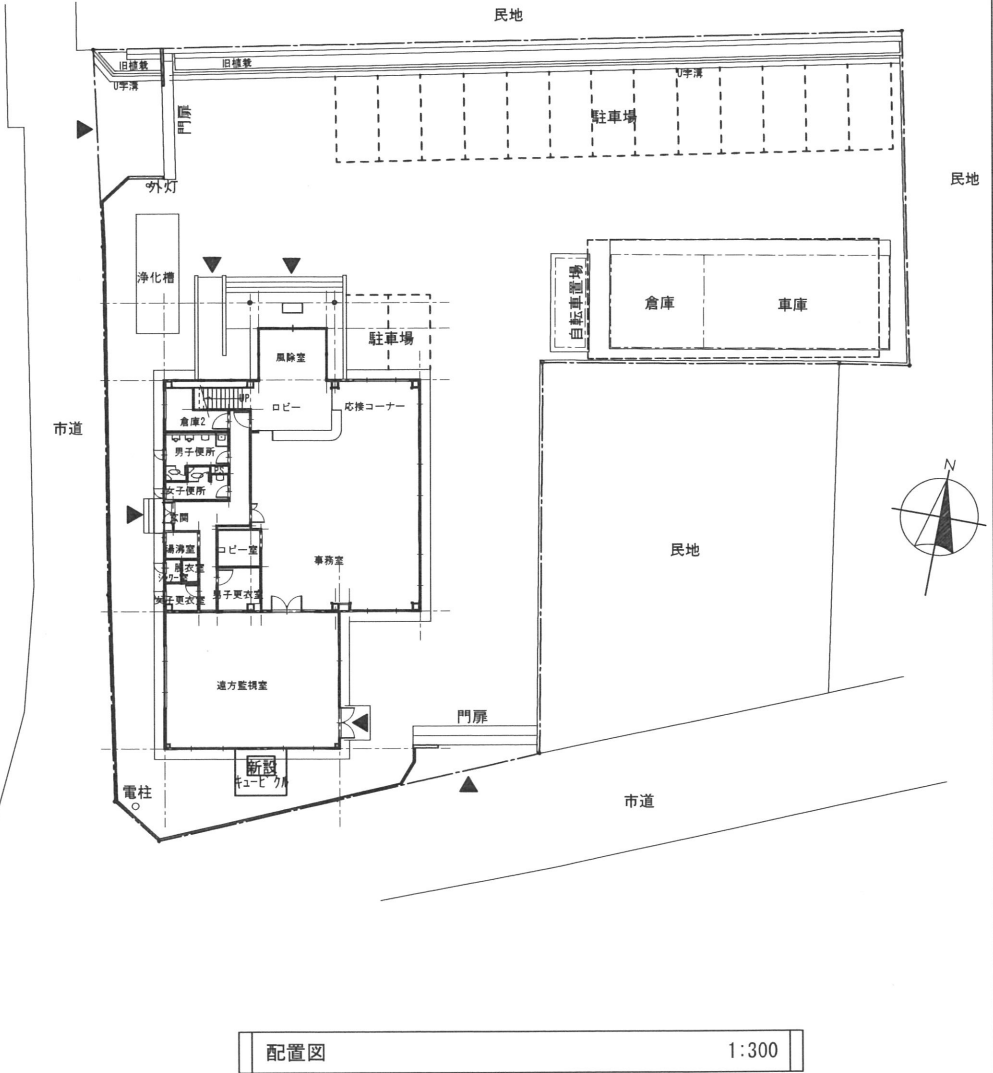 民地
旧植栽
旧植栽
U字溝
U字溝
門扉
駐車場
民地
外灯
浄化槽
自転車置場
倉庫
車庫
駐車場
風除室
UP
ロビー
応接コーナー
倉庫2
市道
男子便所
PS
女子便所
玄関
N
湯沸室
コピー室
事務室
民地
脱衣室
シャワー室
女子更衣室
男子更衣室
遠方監視室
門扉
新設
キュービクル
電柱
市道
配置図
1:300